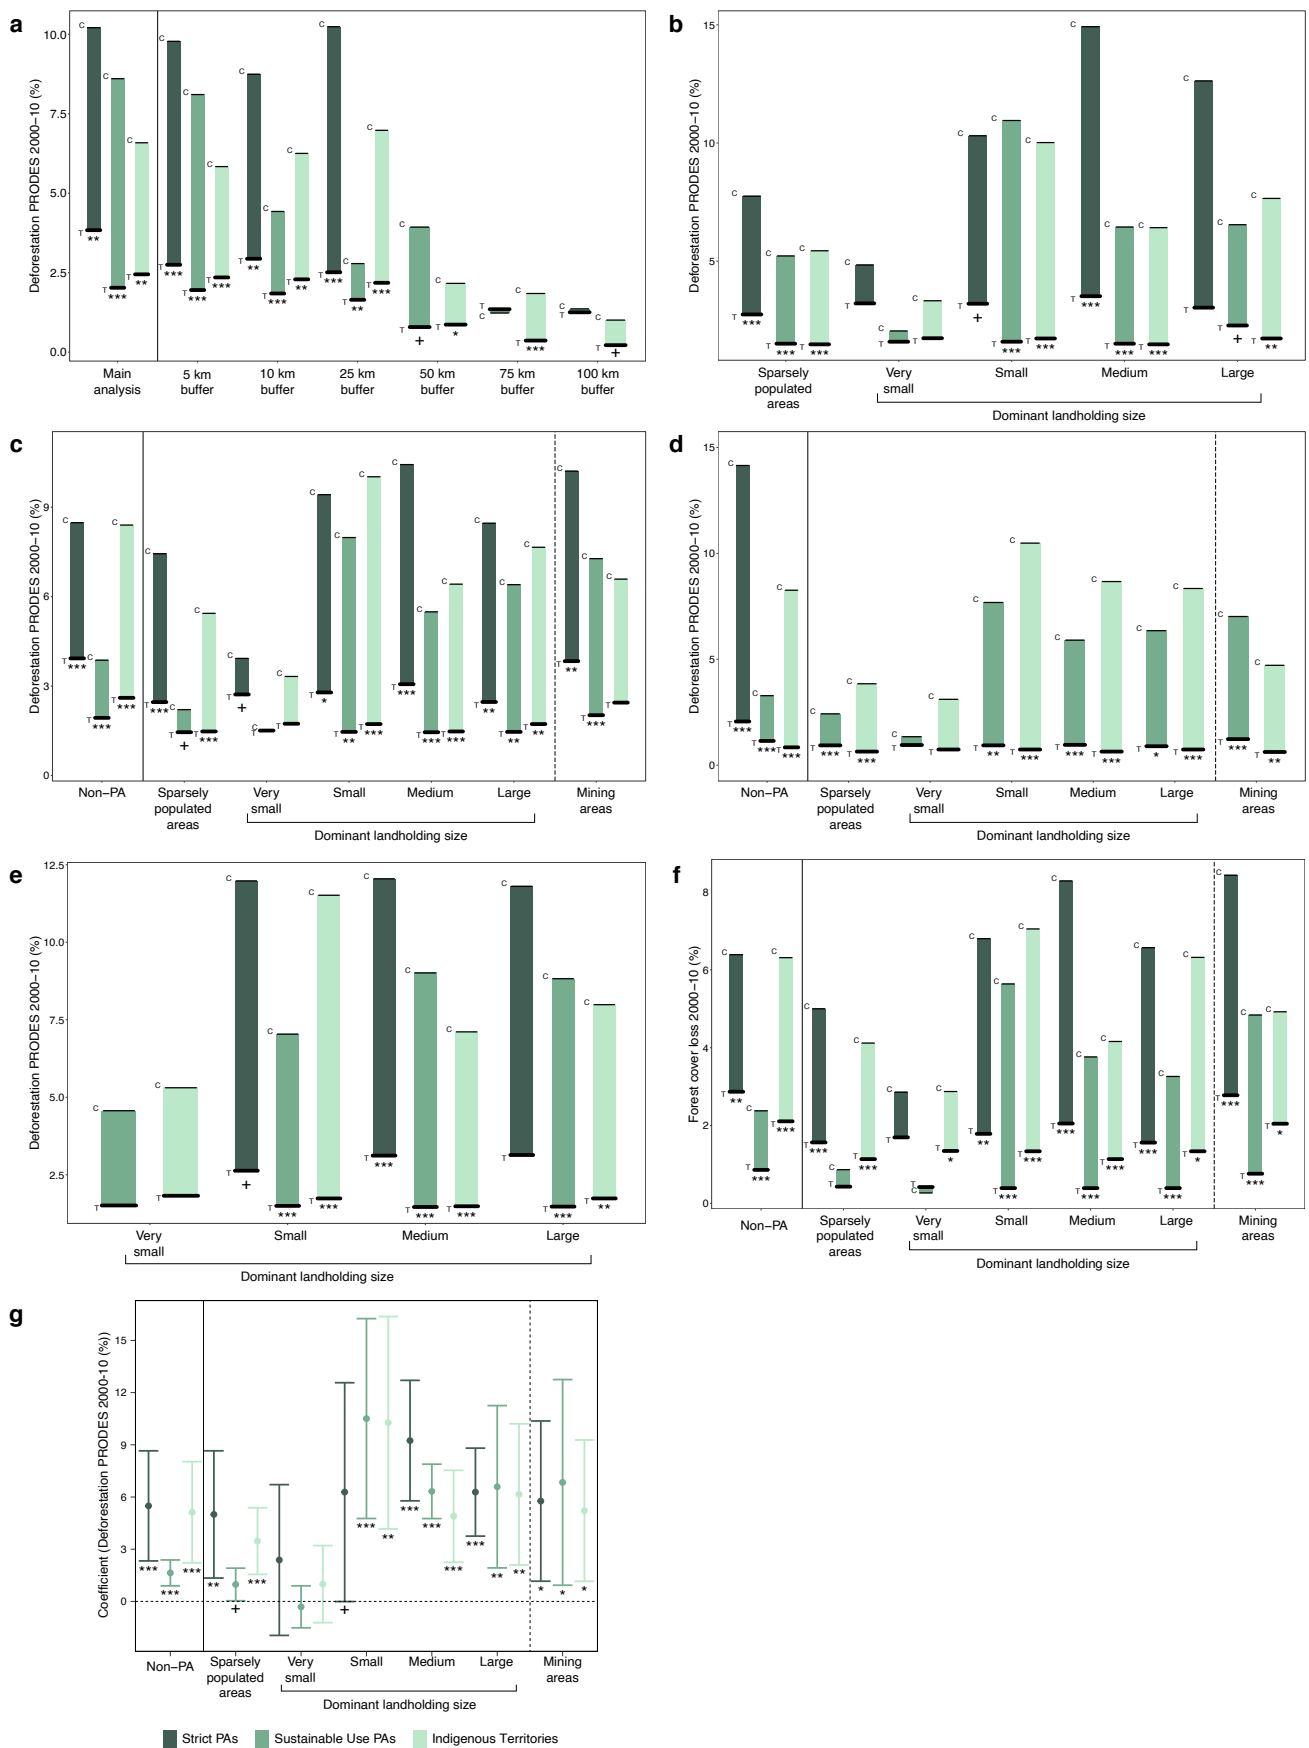 a
Deforestation PRODES 2000–10 (%)
10.0
7.5
5.0
2.5
0.0
C C C C C C C C C C C C C C C C C C
T T T T T T T T T T T T T T T T T T
** *** ** *** *** *** ** *** ** *** ** *** + * *** +
Main analysis
5 km buffer
10 km buffer
25 km buffer
50 km buffer
75 km buffer
100 km buffer
b
Deforestation PRODES 2000–10 (%)
15
10
5
C C C C C C C C C C C C C C C
T T T T T T T T T T T T T T T
*** *** *** + *** *** *** *** *** + **
Sparsely populated areas
Very small
Small
Medium
Large
Dominant landholding size
c
Deforestation PRODES 2000–10 (%)
9
6
3
0
C C C C C C C C C C C C C C C C C C C C C
T T T T T T T T T T T T T T T T T T T T T
*** *** *** *** + *** + * ** *** *** *** *** ** ** ** ** ***
Non–PA
Sparsely populated areas
Very small
Small
Medium
Large
Mining areas
Dominant landholding size
d
Deforestation PRODES 2000–10 (%)
15
10
5
0
C C C C C C C C C C C C C C C
T T T T T T T T T T T T T T T
*** *** *** *** *** ** *** *** *** * *** *** **
Non–PA
Sparsely populated areas
Very small
Small
Medium
Large
Mining areas
Dominant landholding size
e
Deforestation PRODES 2000–10 (%)
12.5
10.0
7.5
5.0
2.5
C C C C C C C C C C C
T T T T T T T T T T T
+ *** *** *** *** *** *** **
Very small
Small
Medium
Large
Dominant landholding size
f
Forest cover loss 2000–10 (%)
8
6
4
2
0
C C C C C C C C C C C C C C C C C C C C C
T T T T T T T T T T T T T T T T T T T T T
** *** *** *** *** * ** *** *** *** *** *** *** *** * *** *** *
Non–PA
Sparsely populated areas
Very small
Small
Medium
Large
Mining areas
Dominant landholding size
g
Coefficient (Deforestation PRODES 2000-10 (%))
15
12
9
6
3
0
*** *** *** ** + *** + *** ** *** *** *** *** ** ** * * *
Non–PA
Sparsely populated areas
Very small
Small
Medium
Large
Mining areas
Dominant landholding size
Strict PAs
Sustainable Use PAs
Indigenous Territories